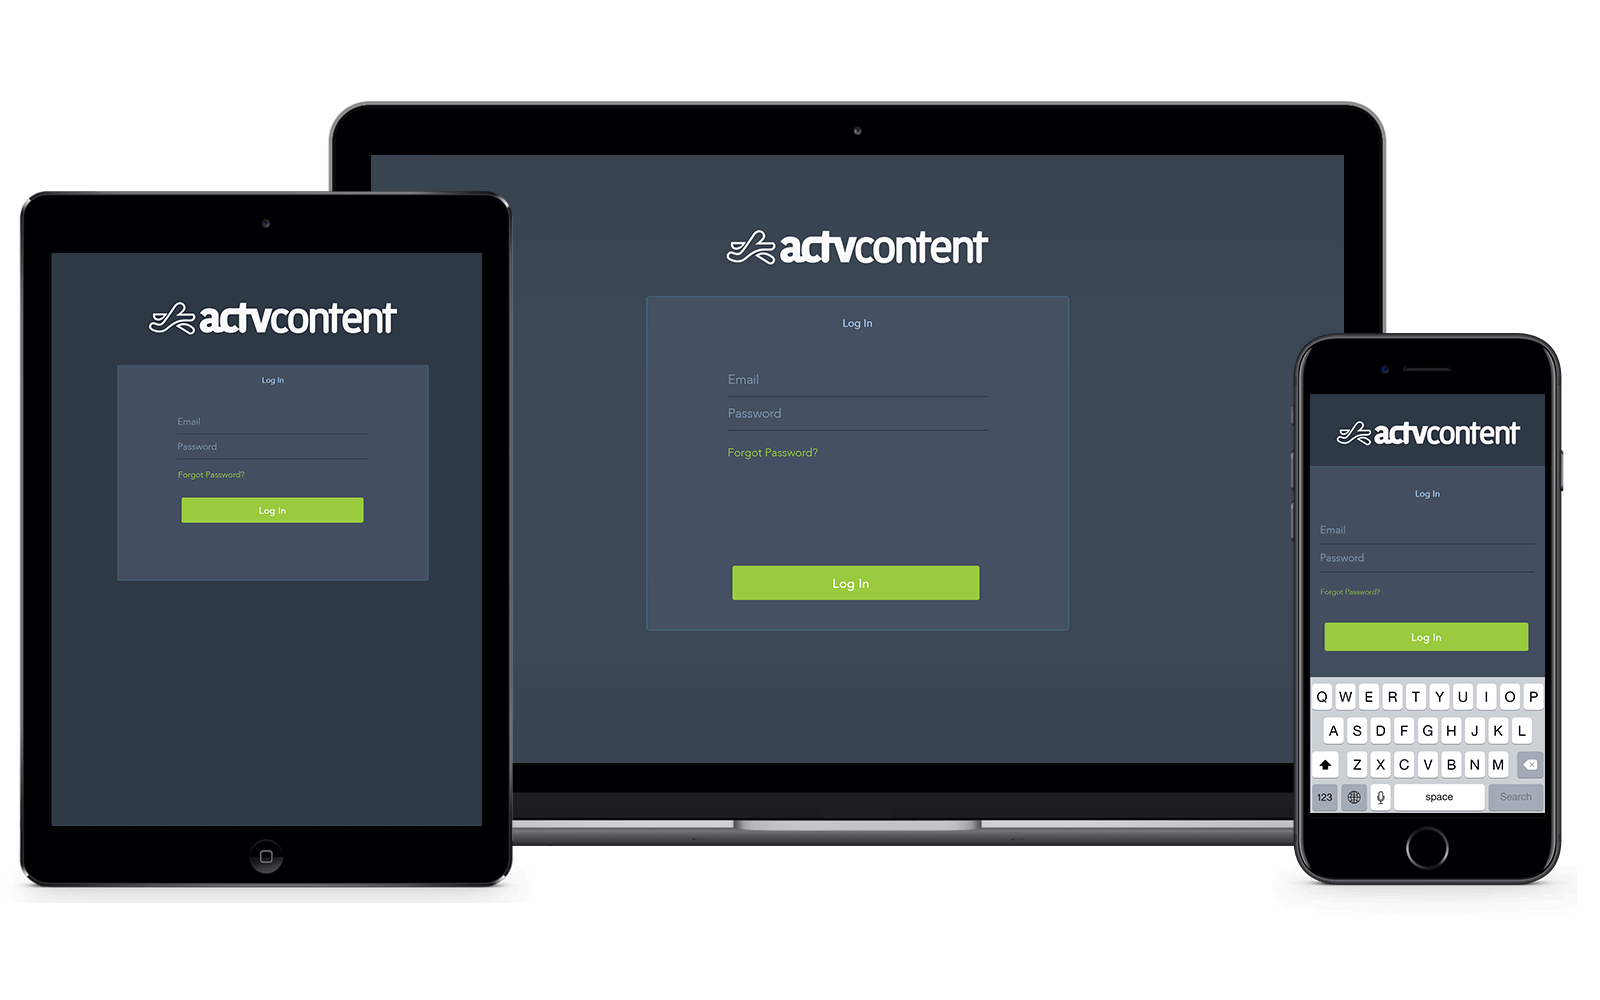 actvcontent
Log In
Email
Password
Forgot Password?
Log In
actvcontent
Log In
Email
Password
Forgot Password?
Log In
actvcontent
Log In
Email
Password
Forgot Password?
Log In
Q W E R T Y U I O P
A S D F G H J K L
Z X C V B N M
123 space Search